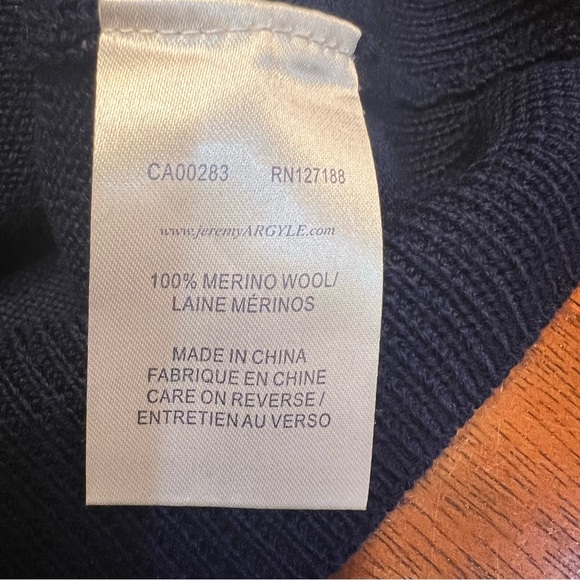 CA00283 RN127188
www.jeremyARGYLE.com
100% MERINO WOOL/
LAINE MÉRINOS
MADE IN CHINA
FABRIQUE EN CHINE
CARE ON REVERSE /
ENTRETIEN AU VERSO